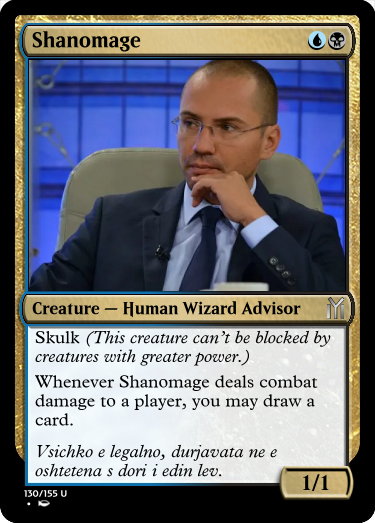 Shanomage
Creature — Human Wizard Advisor
Skulk (This creature can't be blocked by
creatures with greater power.)
Whenever Shanomage deals combat
damage to a player, you may draw a
card.
Vsichko e legalno, durjavata ne e
oshtetena s dori i edin lev.
1/1
130/155 U